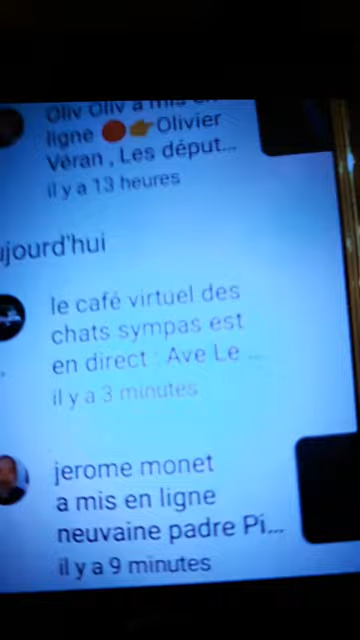 Oliv Oliv a mis en
ligne 🔴👉Olivier
Véran , Les déput...
il y a 13 heures
ujourd'hui
le café virtuel des
chats sympas est
en direct : Ave Le ...
il y a 3 minutes
jerome monet
a mis en ligne
neuvaine padre Pi...
il y a 9 minutes